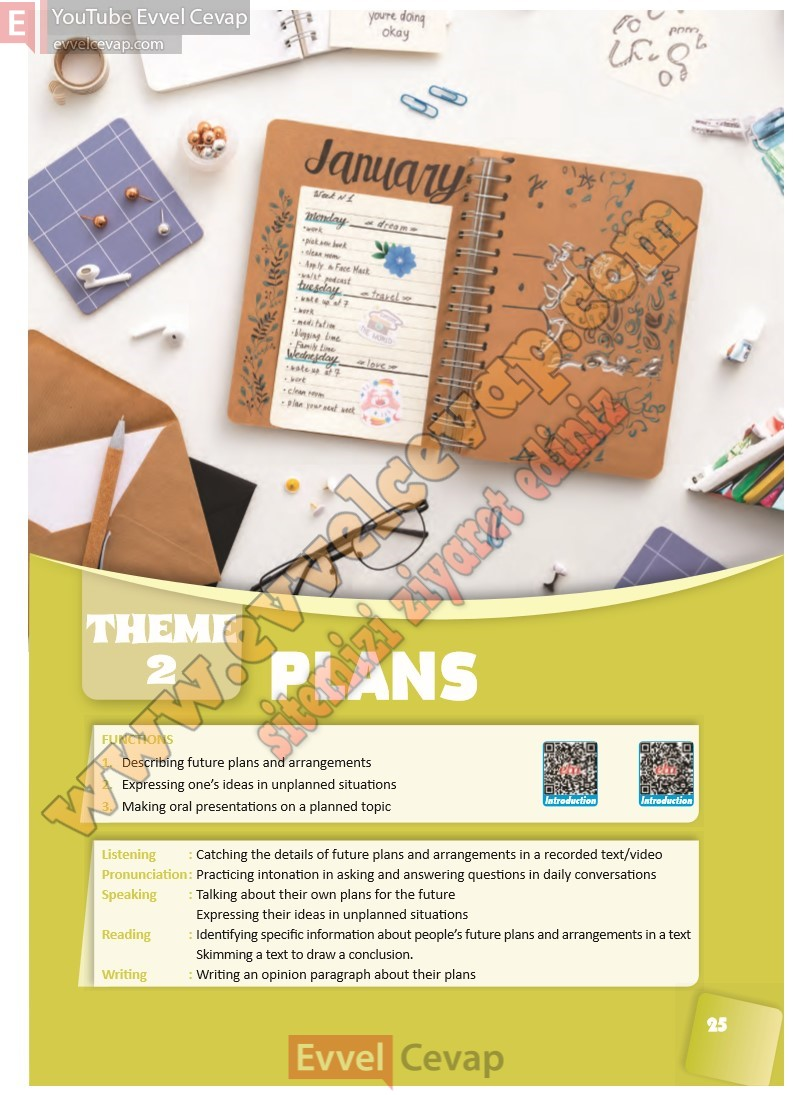 YouTube Evvel Cevap
evvelcevap.com
you're doing
okay
January
Week №1
Monday
«dream»
• work
• pick new book
• clean room
• Apply a Face Mask
Tuesday
«travel»
• wake up at 7
• work
• meditation
• blogging time
• Family time
Wednesday
«love»
• wake up at 7
• work
• clean room
• plan your next week
www.evvelcevap.com
sitemizi ziyaret ediniz
THEME
2
PLANS
FUNCTIONS
1. Describing future plans and arrangements
2. Expressing one's ideas in unplanned situations
3. Making oral presentations on a planned topic
Introduction
Introduction
Listening : Catching the details of future plans and arrangements in a recorded text/video
Pronunciation : Practicing intonation in asking and answering questions in daily conversations
Speaking : Talking about their own plans for the future
Expressing their ideas in unplanned situations
Reading : Identifying specific information about people's future plans and arrangements in a text
Skimming a text to draw a conclusion.
Writing : Writing an opinion paragraph about their plans
25
Evvel Cevap